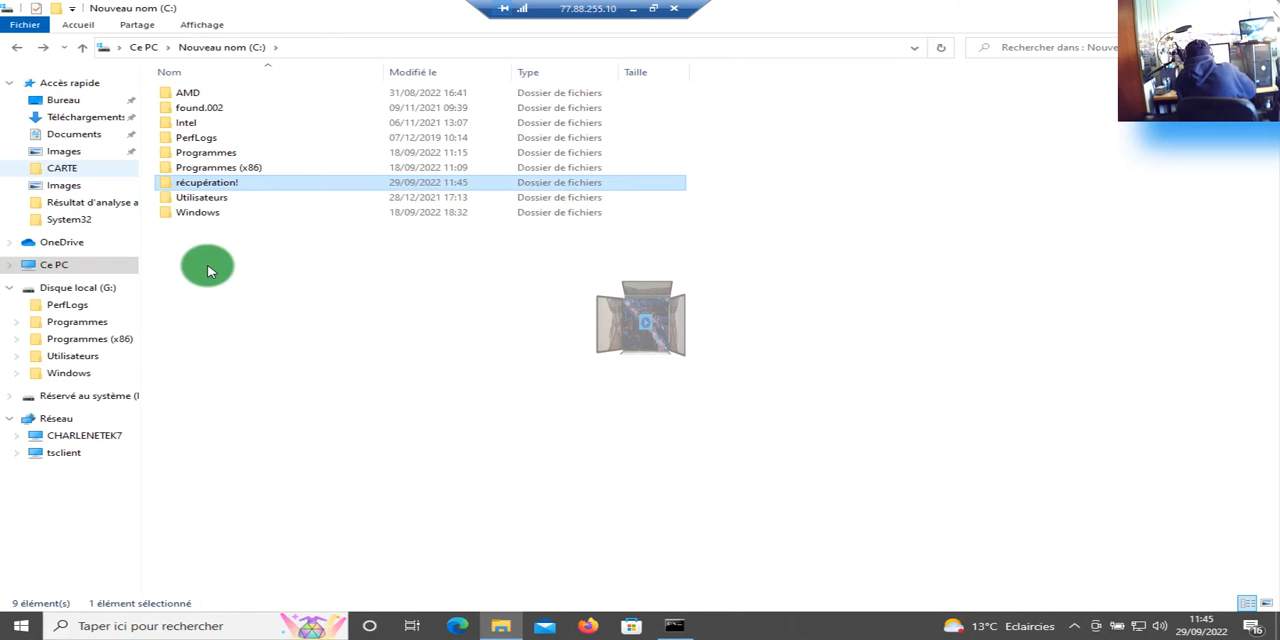 Nouveau nom (C:)
77.88.255.10
Fichier Accueil Partage Affichage
Ce PC > Nouveau nom (C:) >
Rechercher dans : Nouve
Nom Modifié le Type Taille
Accès rapide
Bureau
Téléchargements
Documents
Images
CARTE
Images
Résultat d'analyse a
System32
OneDrive
Ce PC
Disque local (G:)
PerfLogs
Programmes
Programmes (x86)
Utilisateurs
Windows
Réservé au système (
Réseau
CHARLENETEK7
tsclient
AMD 31/08/2022 16:41 Dossier de fichiers
found.002 09/11/2021 09:39 Dossier de fichiers
Intel 06/11/2021 13:07 Dossier de fichiers
PerfLogs 07/12/2019 10:14 Dossier de fichiers
Programmes 18/09/2022 11:15 Dossier de fichiers
Programmes (x86) 18/09/2022 11:09 Dossier de fichiers
récupération! 29/09/2022 11:45 Dossier de fichiers
Utilisateurs 28/12/2021 17:13 Dossier de fichiers
Windows 18/09/2022 18:32 Dossier de fichiers
9 élément(s) 1 élément sélectionné
Taper ici pour rechercher
13°C Eclaircies
11:45
29/09/2022
16